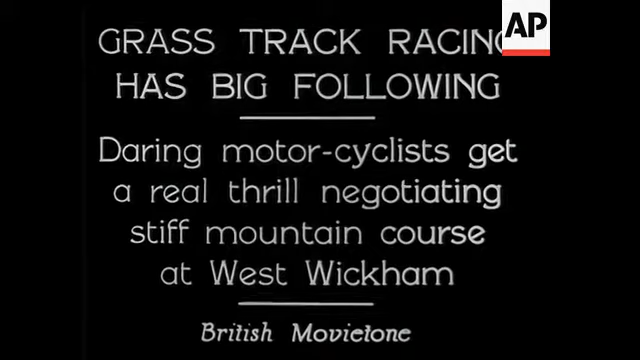 AP
GRASS TRACK RACING
HAS BIG FOLLOWING
Daring motor-cyclists get
a real thrill negotiating
stiff mountain course
at West Wickham
British Movietone